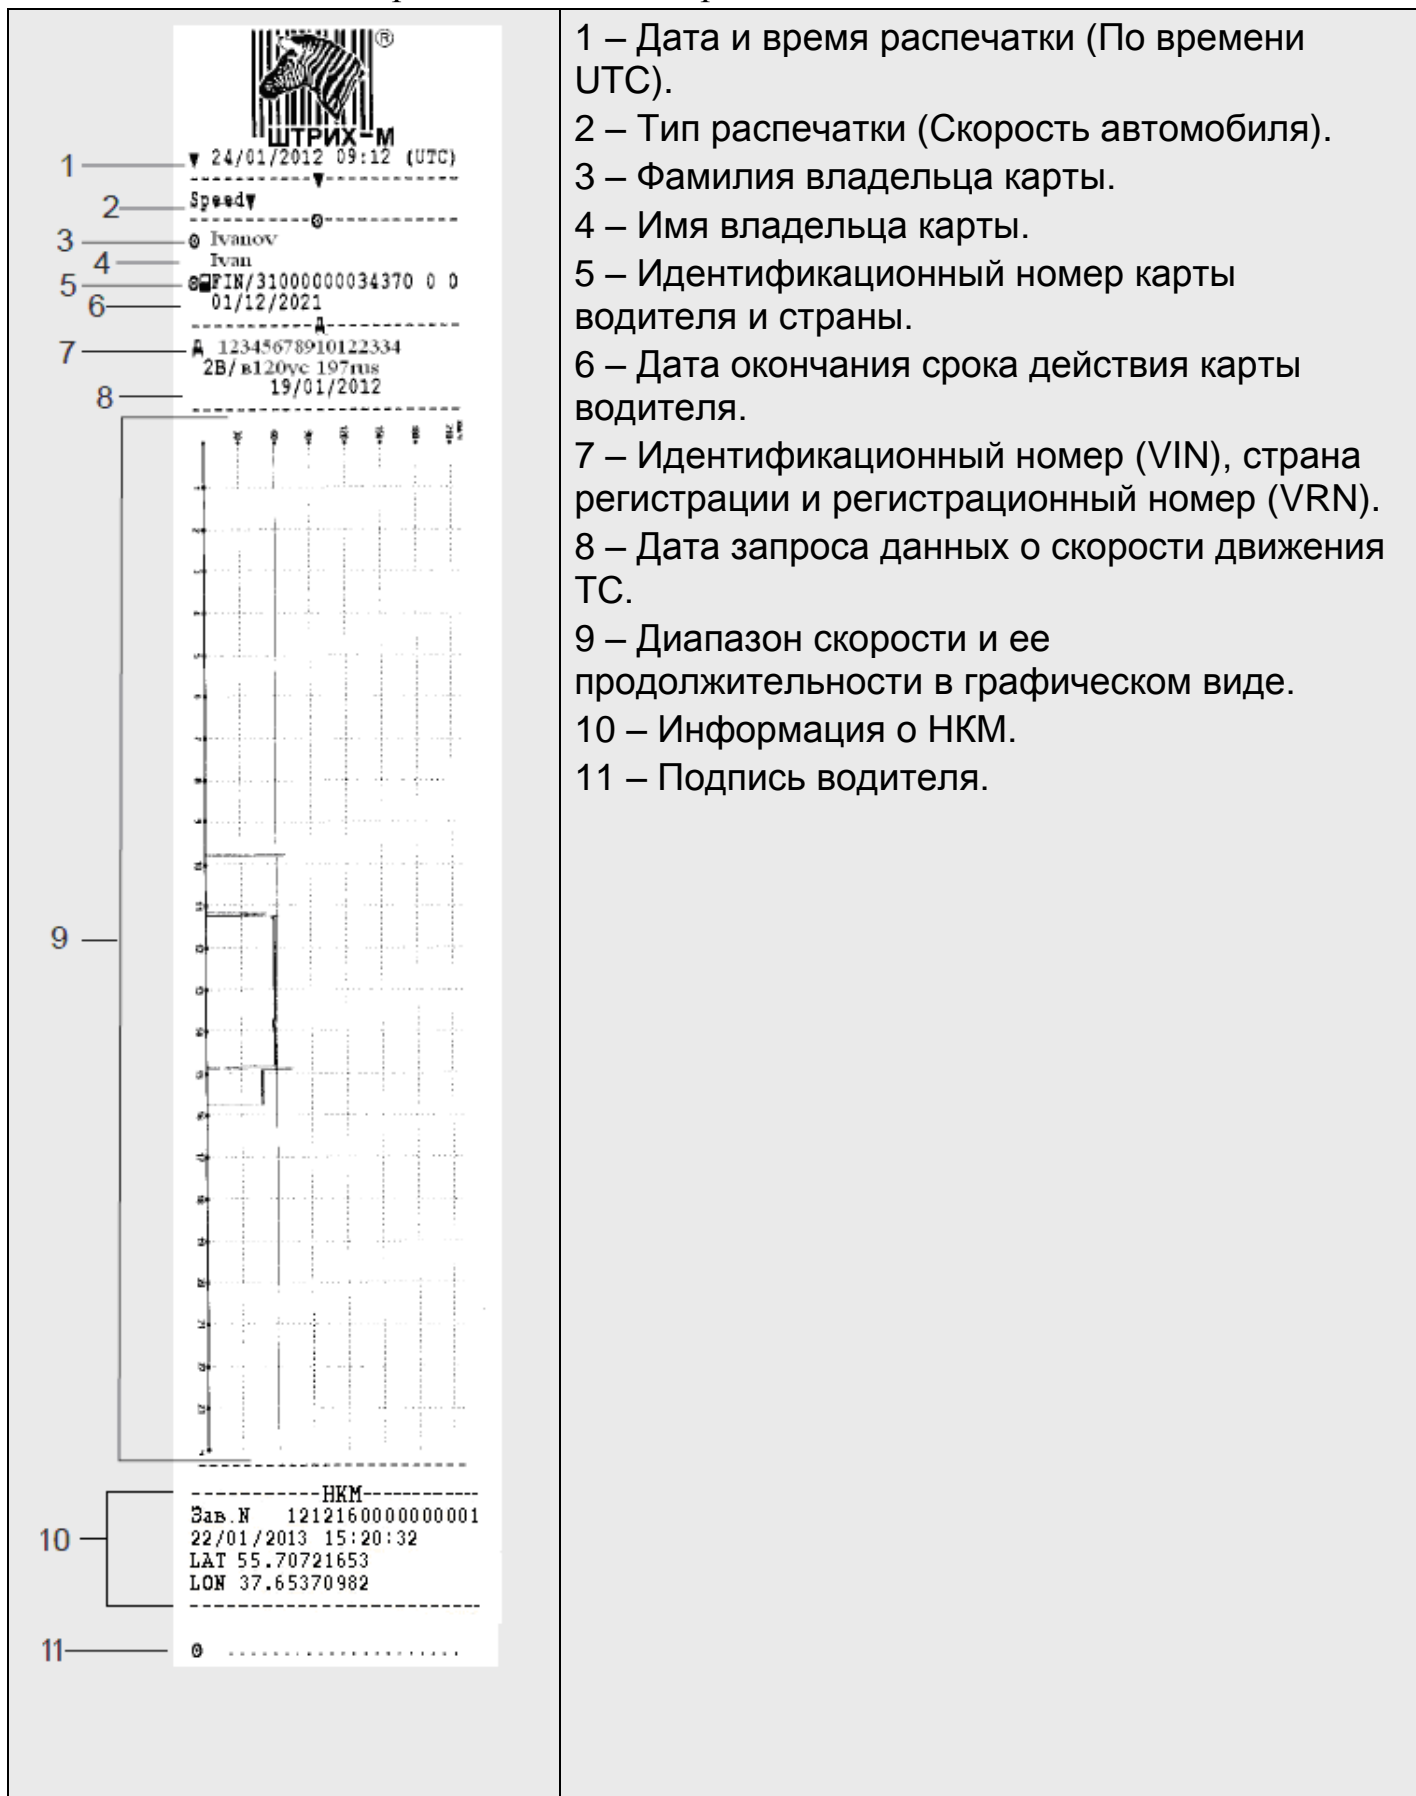 ШТРИХ-М
®
1
▼ 24/01/2012 09:12 (UTC)
2
Speed▼
3
Ivanov
4
Ivan
5
FIN/31000000034370 0 0
6
01/12/2021
7
A 12345678910122334
2В/ в120ус 197rus
8
19/01/2012
9
10
НКМ
Зав.N 1212160000000001
22/01/2013 15:20:32
LAT 55.70721653
LON 37.65370982
11
1 – Дата и время распечатки (По времени
UTC).
2 – Тип распечатки (Скорость автомобиля).
3 – Фамилия владельца карты.
4 – Имя владельца карты.
5 – Идентификационный номер карты
водителя и страны.
6 – Дата окончания срока действия карты
водителя.
7 – Идентификационный номер (VIN), страна
регистрации и регистрационный номер (VRN).
8 – Дата запроса данных о скорости движения
ТС.
9 – Диапазон скорости и ее
продолжительности в графическом виде.
10 – Информация о НКМ.
11 – Подпись водителя.